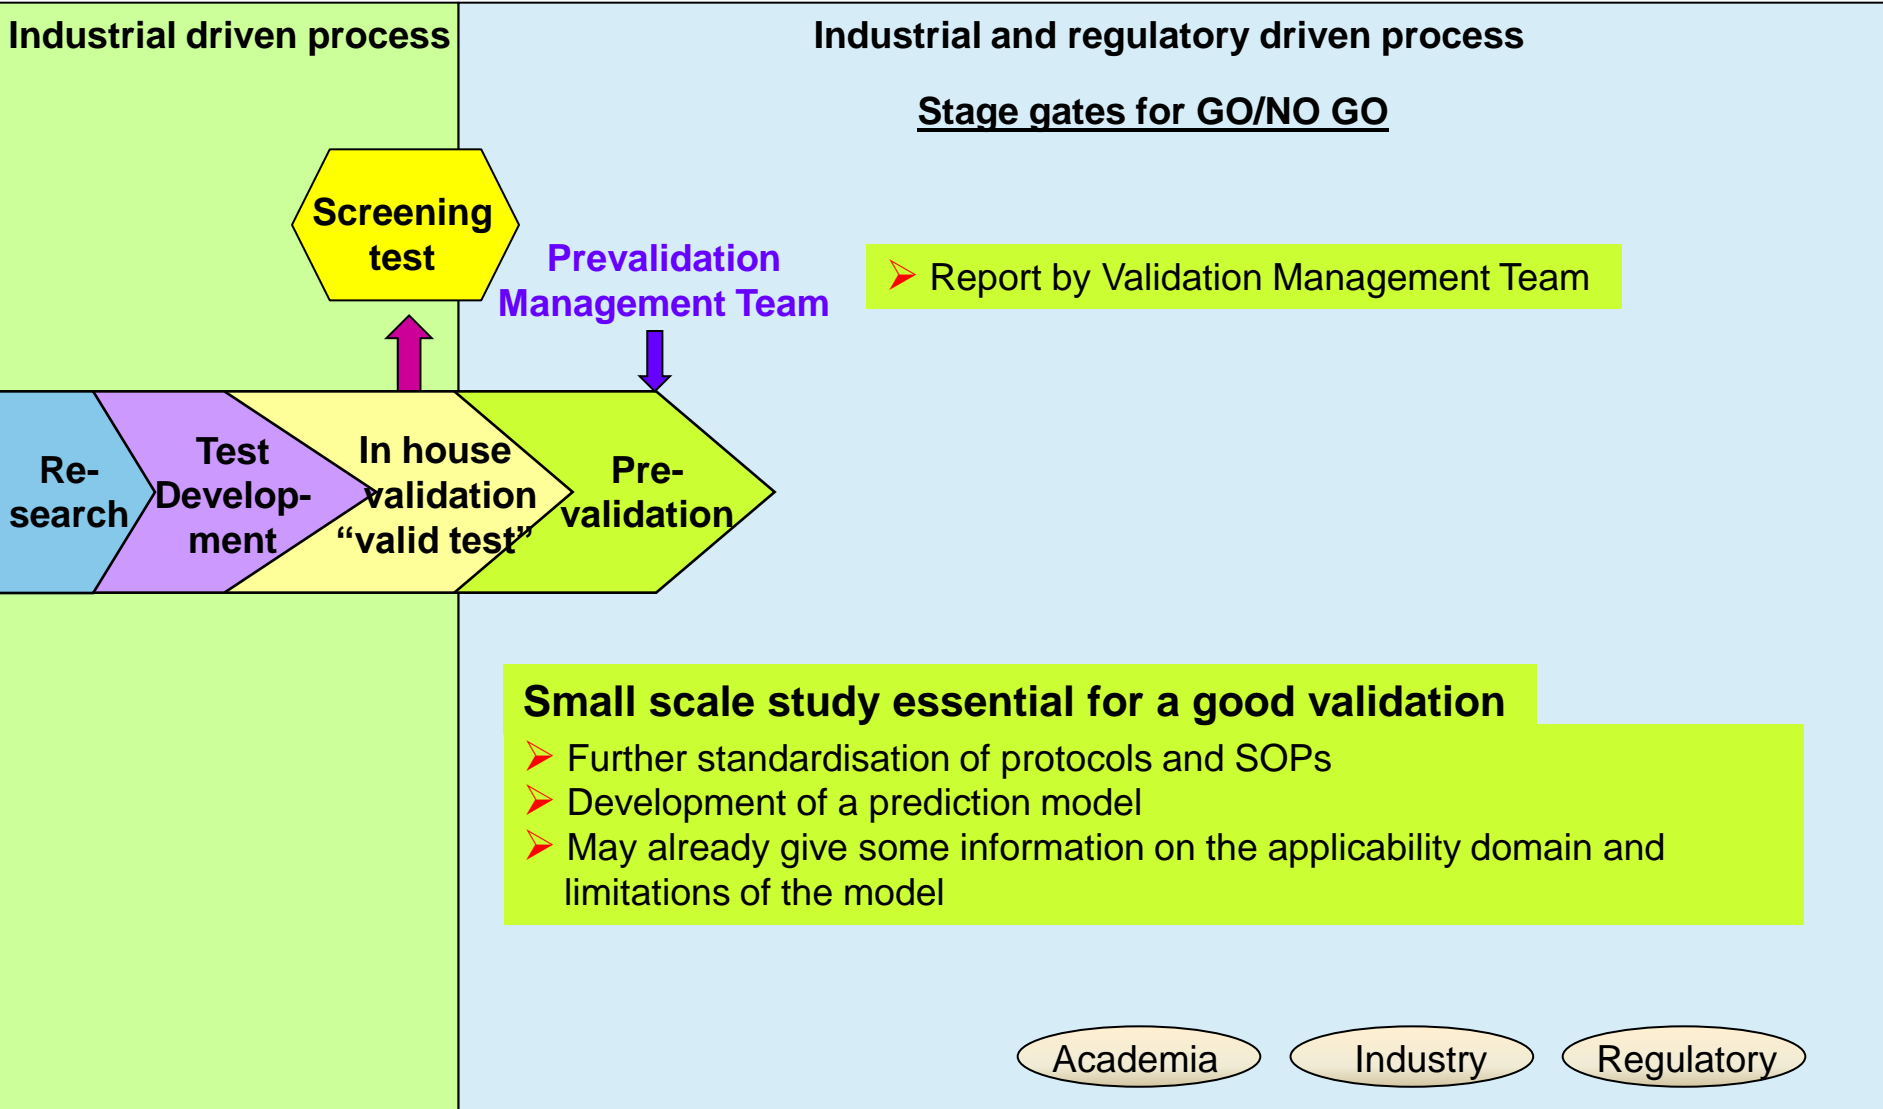 Industrial driven process
Industrial and regulatory driven process
Stage gates for GO/NO GO
Screening
test
Prevalidation
Management Team
Report by Validation Management Team
Re-
search
Test
Develop-
ment
In house
validation
“valid test”
Pre-
validation
Small scale study essential for a good validation
Further standardisation of protocols and SOPs
Development of a prediction model
May already give some information on the applicability domain and
limitations of the model
Academia
Industry
Regulatory